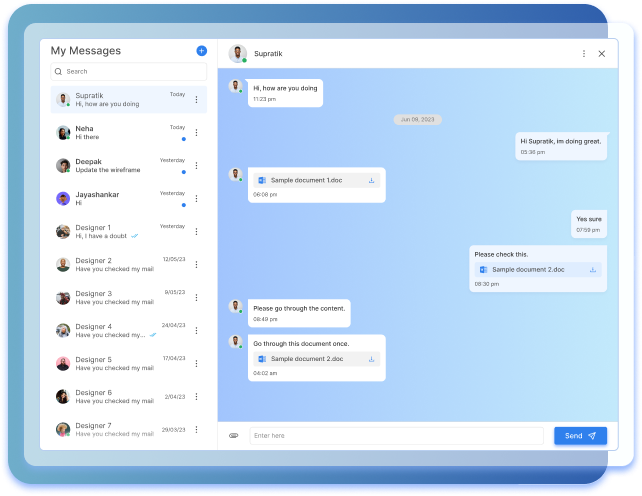 My Messages
Search
Supratik
Today
Hi, how are you doing
Neha
Today
Hi there
Deepak
Yesterday
Update the wireframe
Jayashankar
Yesterday
Hi
Designer 1
Yesterday
Hi, I have a doubt
Designer 2
12/05/23
Have you checked my mail
Designer 3
9/05/23
Have you checked my mail
Designer 4
24/04/23
Have you checked my...
Designer 5
17/04/23
Have you checked my mail
Designer 6
2/04/23
Have you checked my mail
Designer 7
29/03/23
Have you checked my mail
Supratik
Hi, how are you doing
11:23 pm
Jun 09, 2023
Hi Supratik, im doing great.
05:36 pm
Sample document 1.doc
08:08 pm
Yes sure
07:59 pm
Please check this.
Sample document 2.doc
08:30 pm
Please go through the content.
08:49 pm
Go through this document once.
Sample document 2.doc
04:02 am
Enter here
Send